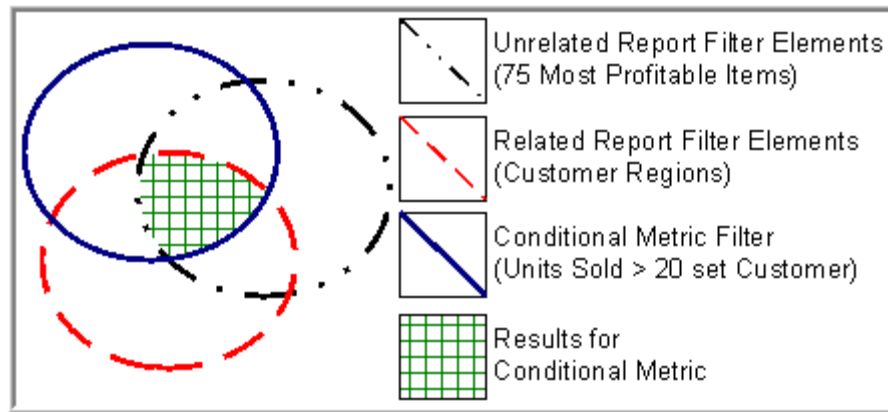 Unrelated Report Filter Elements
(75 Most Profitable Items)
Related Report Filter Elements
(Customer Regions)
Conditional Metric Filter
(Units Sold > 20 set Customer)
Results for
Conditional Metric